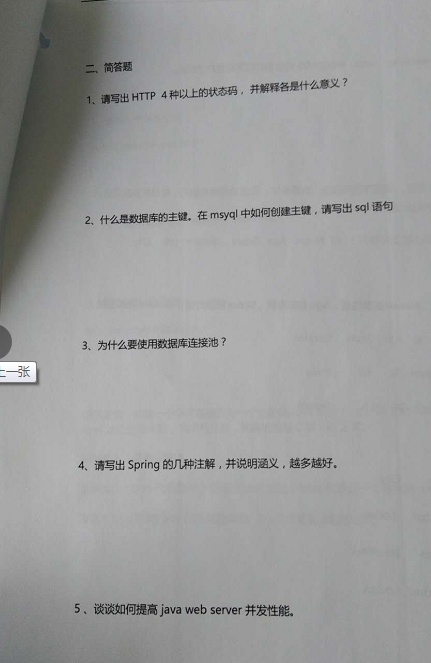 二、简答题
1、请写出 HTTP 4 种以上的状态码，并解释各是什么意义？
2、什么是数据库的主键。在 msyql 中如何创建主键，请写出 sql 语句
3、为什么要使用数据库连接池？
上一张
4、请写出 Spring 的几种注解，并说明涵义，越多越好。
5、谈谈如何提高 java web server 并发性能。